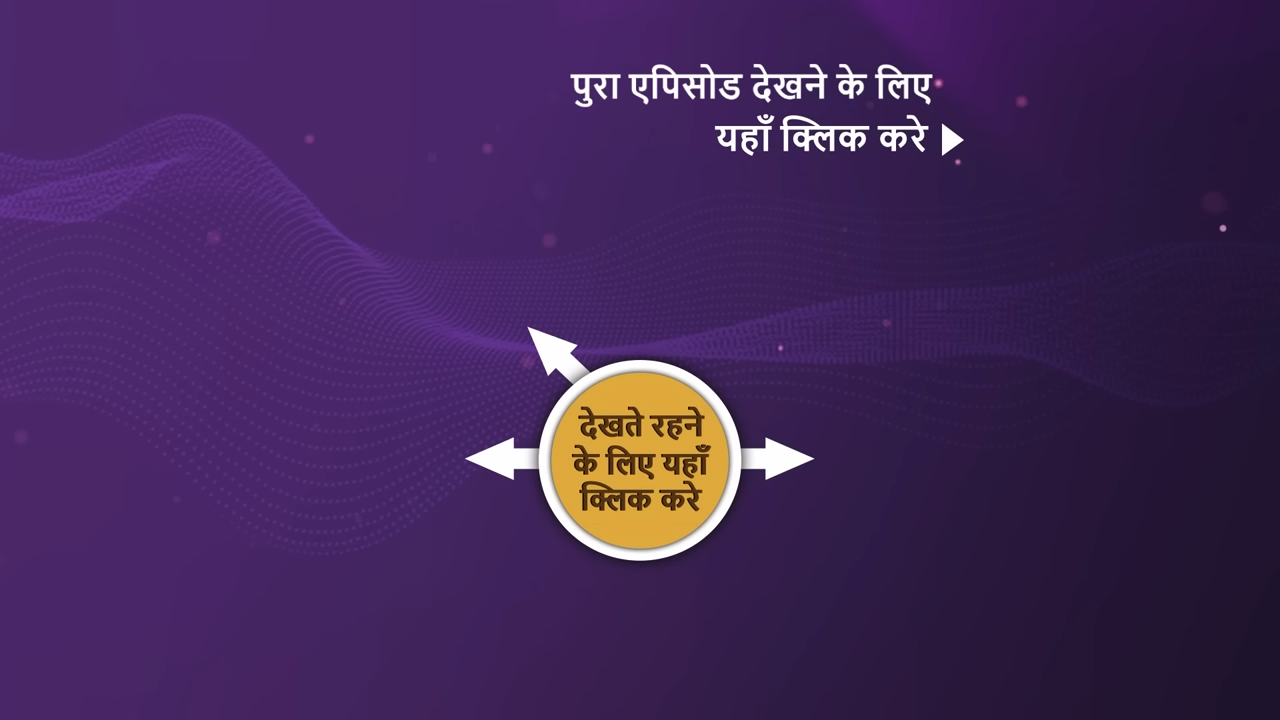 पुरा एपिसोड देखने के लिए
यहाँ क्लिक करे
देखते रहने
के लिए यहाँ
क्लिक करे